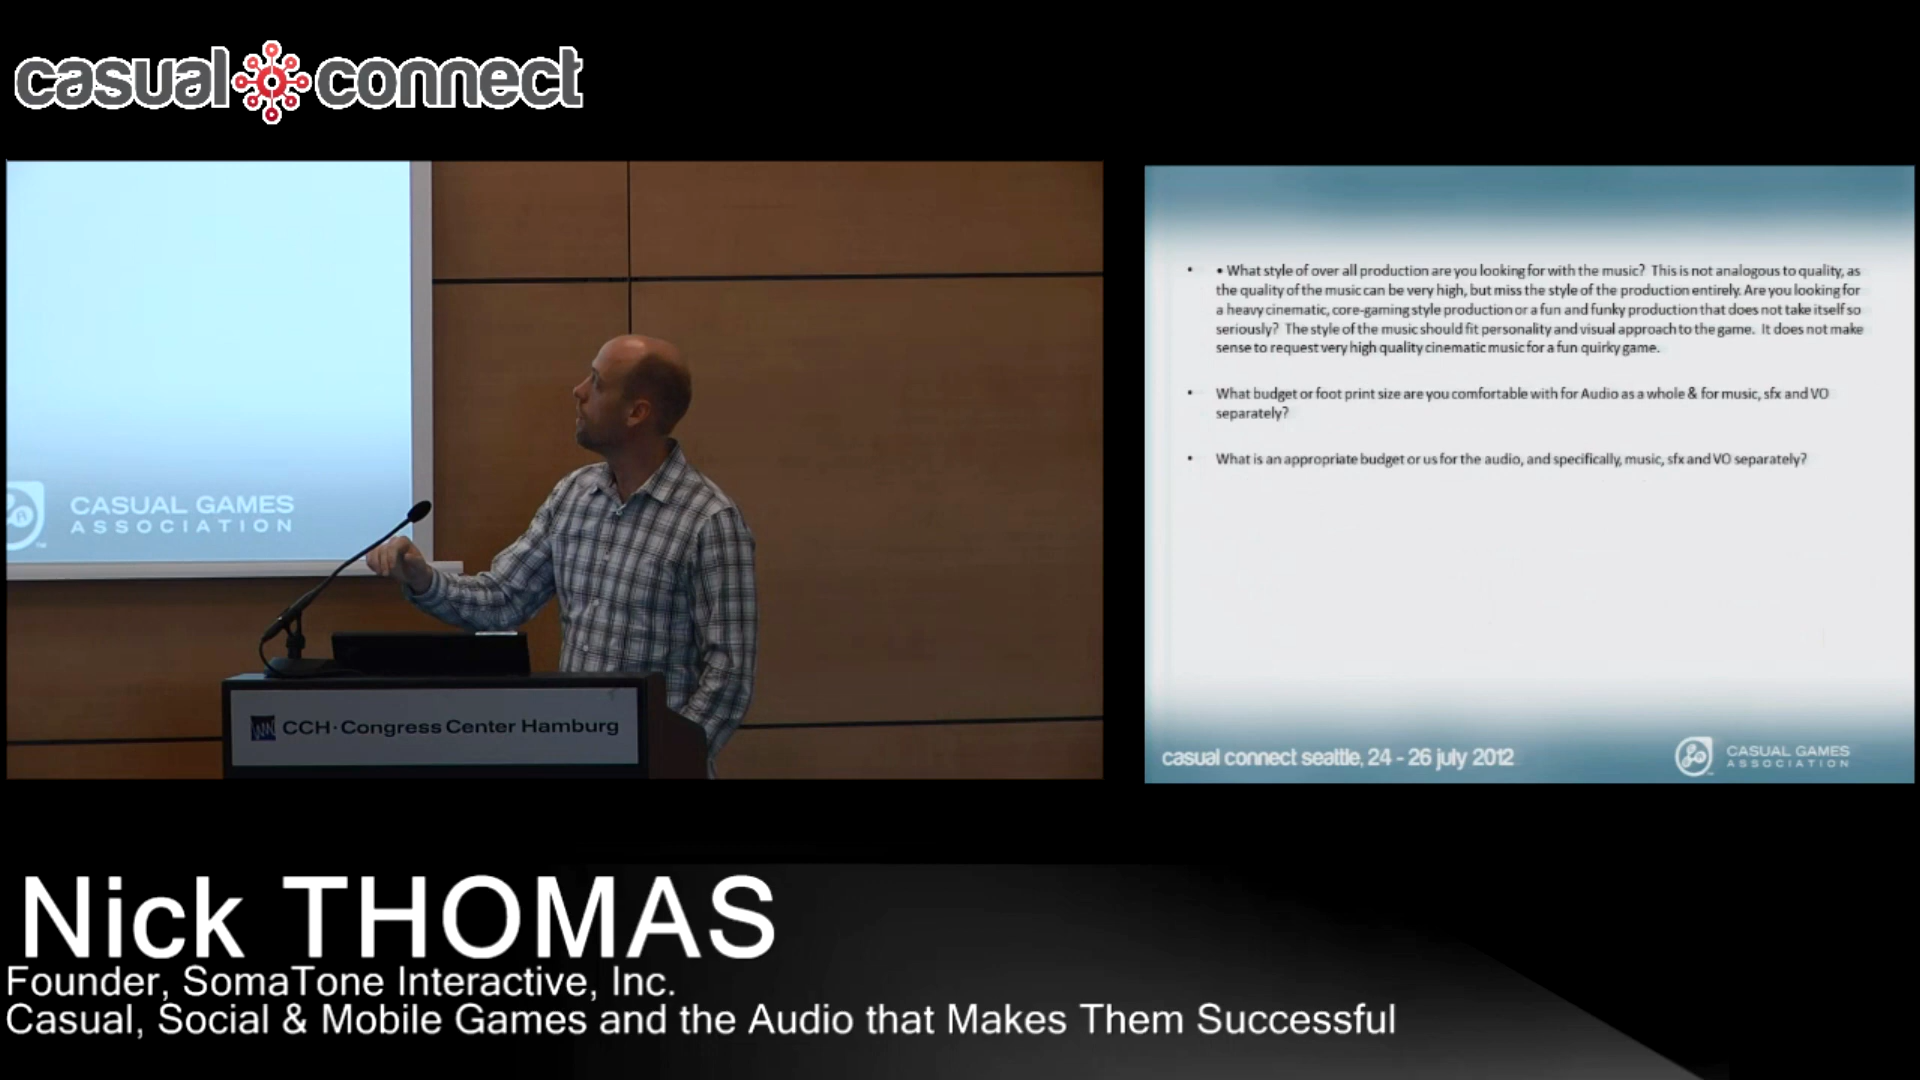 casual connect
CASUAL GAMES
ASSOCIATION
CCH·Congress Center Hamburg
• • What style of over all production are you looking for with the music? This is not analogous to quality, as
the quality of the music can be very high, but miss the style of the production entirely. Are you looking for
a heavy cinematic, core-gaming style production or a fun and funky production that does not take itself so
seriously? The style of the music should fit personality and visual approach to the game. It does not make
sense to request very high quality cinematic music for a fun quirky game.
• What budget or foot print size are you comfortable with for Audio as a whole & for music, sfx and VO
separately?
• What is an appropriate budget or us for the audio, and specifically, music, sfx and VO separately?
casual connect seattle, 24 - 26 july 2012
CASUAL GAMES
ASSOCIATION
Nick THOMAS
Founder, SomaTone Interactive, Inc.
Casual, Social & Mobile Games and the Audio that Makes Them Successful